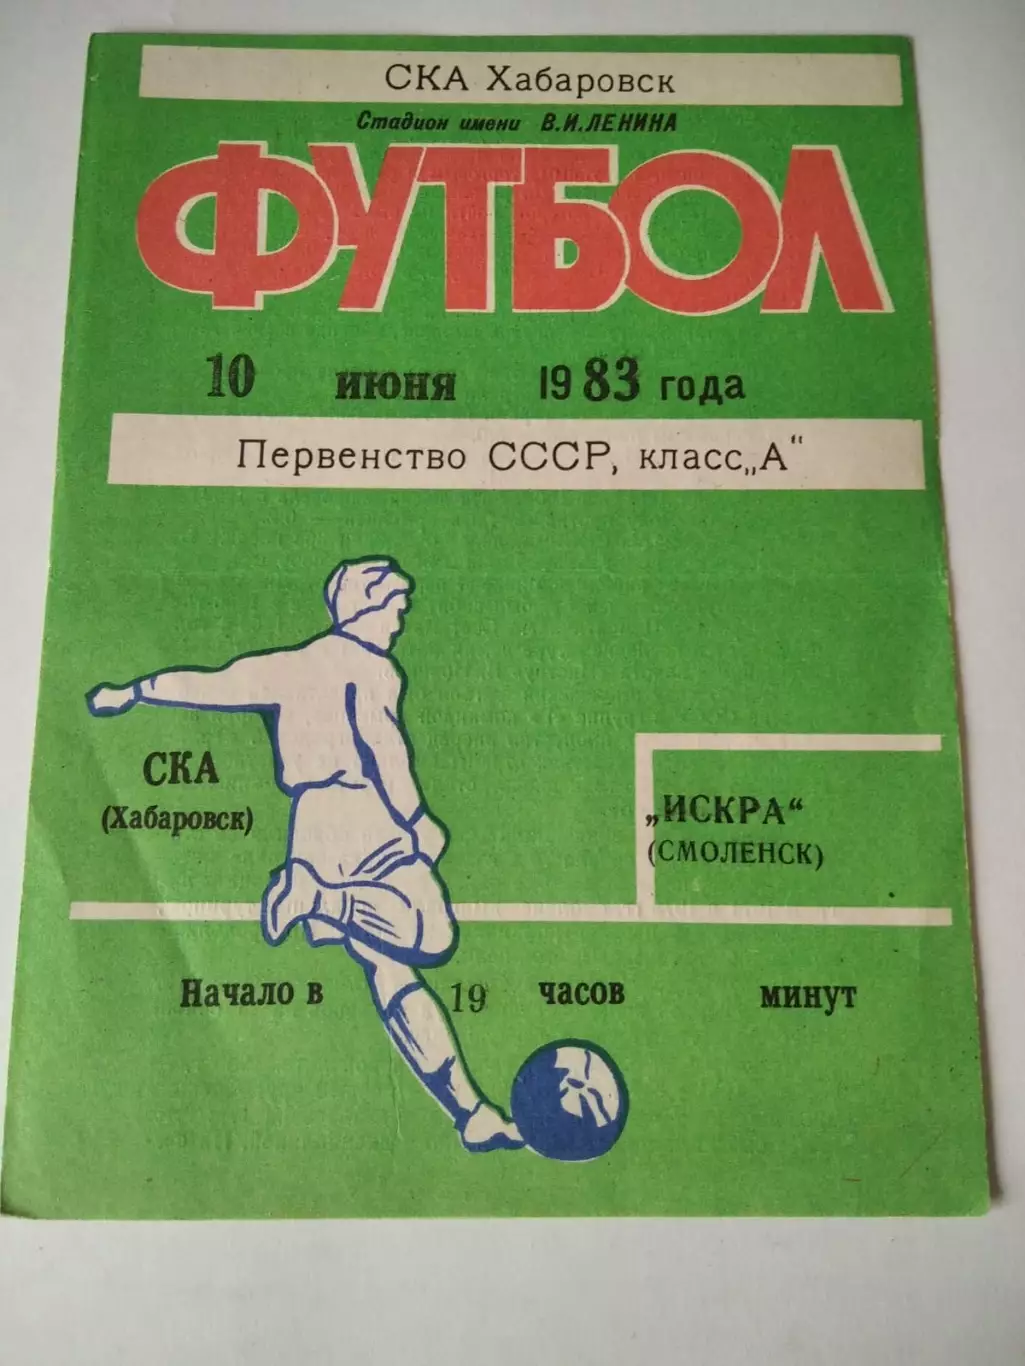 СКА Хабаровск
Стадион имени В.И.ЛЕНИНА
ФУТБОЛ
10 июня 1983 года
Первенство СССР, класс„А“
СКА
(Хабаровск)
„ИСКРА“
(СМОЛЕНСК)
Начало в 19 часов минут